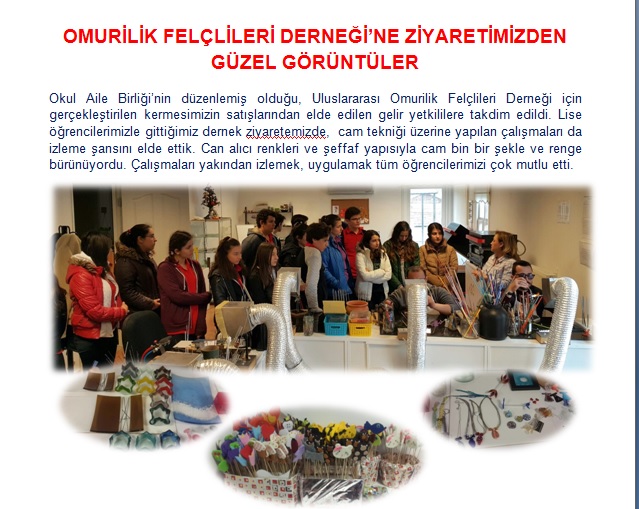 OMURİLİK FELÇLİLERİ DERNEĞİ’NE ZİYARETİMİZDEN
GÜZEL GÖRÜNTÜLER
Okul Aile Birliği’nin düzenlemiş olduğu, Uluslararası Omurilik Felçlileri Derneği için
gerçekleştirilen kermesimizin satışlarından elde edilen gelir yetkililere takdim edildi. Lise
öğrencilerimizle gittiğimiz dernek ziyaretemizde, cam tekniği üzerine yapılan çalışmaları da
izleme şansını elde ettik. Can alıcı renkleri ve şeffaf yapısıyla cam bin bir şekle ve renge
bürünüyordu. Çalışmaları yakından izlemek, uygulamak tüm öğrencilerimizi çok mutlu etti.